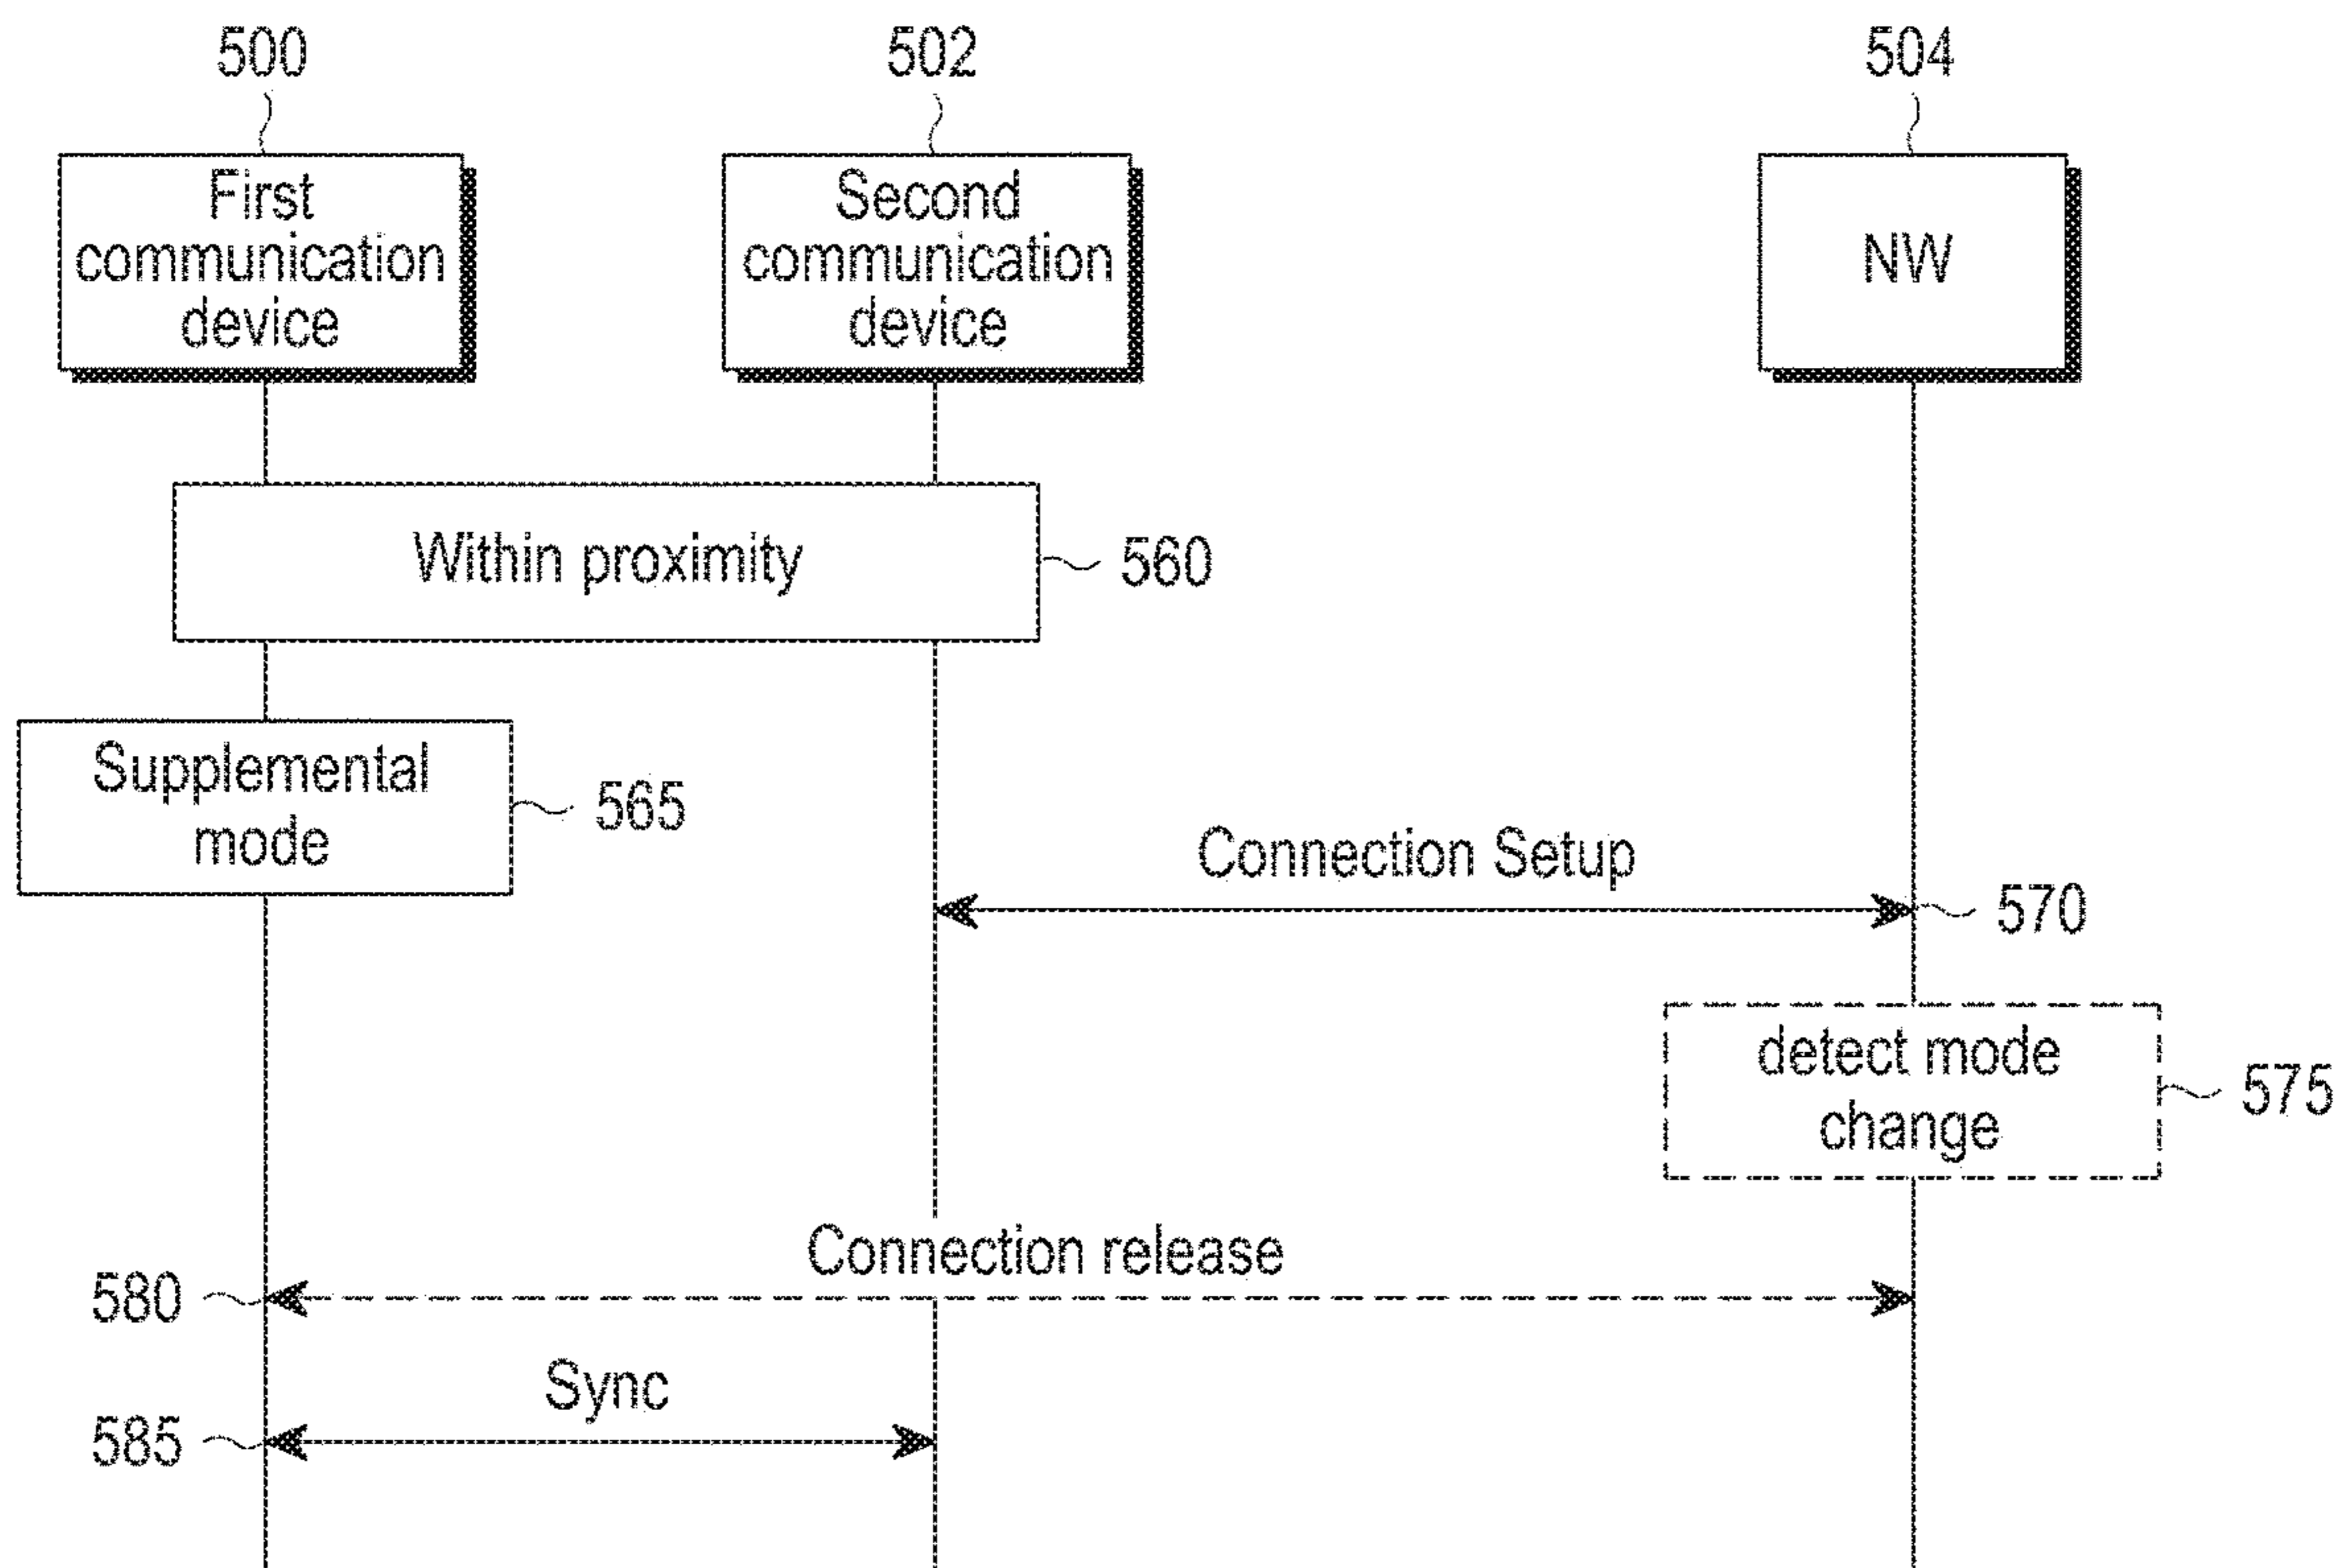 500
502
504
First
communication
device
Second
communication
device
NW
Within proximity
560
Supplemental
mode
565
Connection Setup
570
detect mode
change
575
Connection release
580
Sync
585